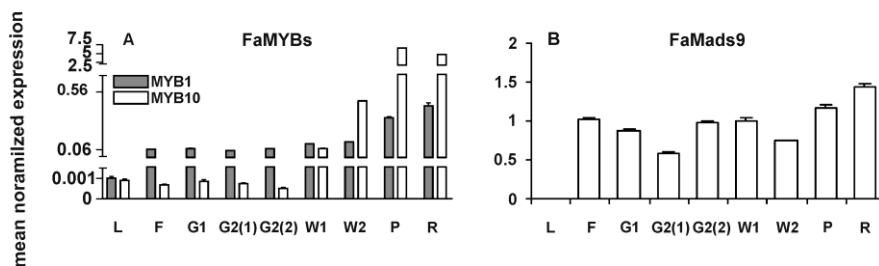 mean noramilzed expression
A FaMYBs
7.5
5
2.5
MYB1
MYB10
0.56
0.06
0.001
0
L F G1 G2(1) G2(2) W1 W2 P R
B FaMads9
2
1.5
1
0.5
0
L F G1 G2(1) G2(2) W1 W2 P R